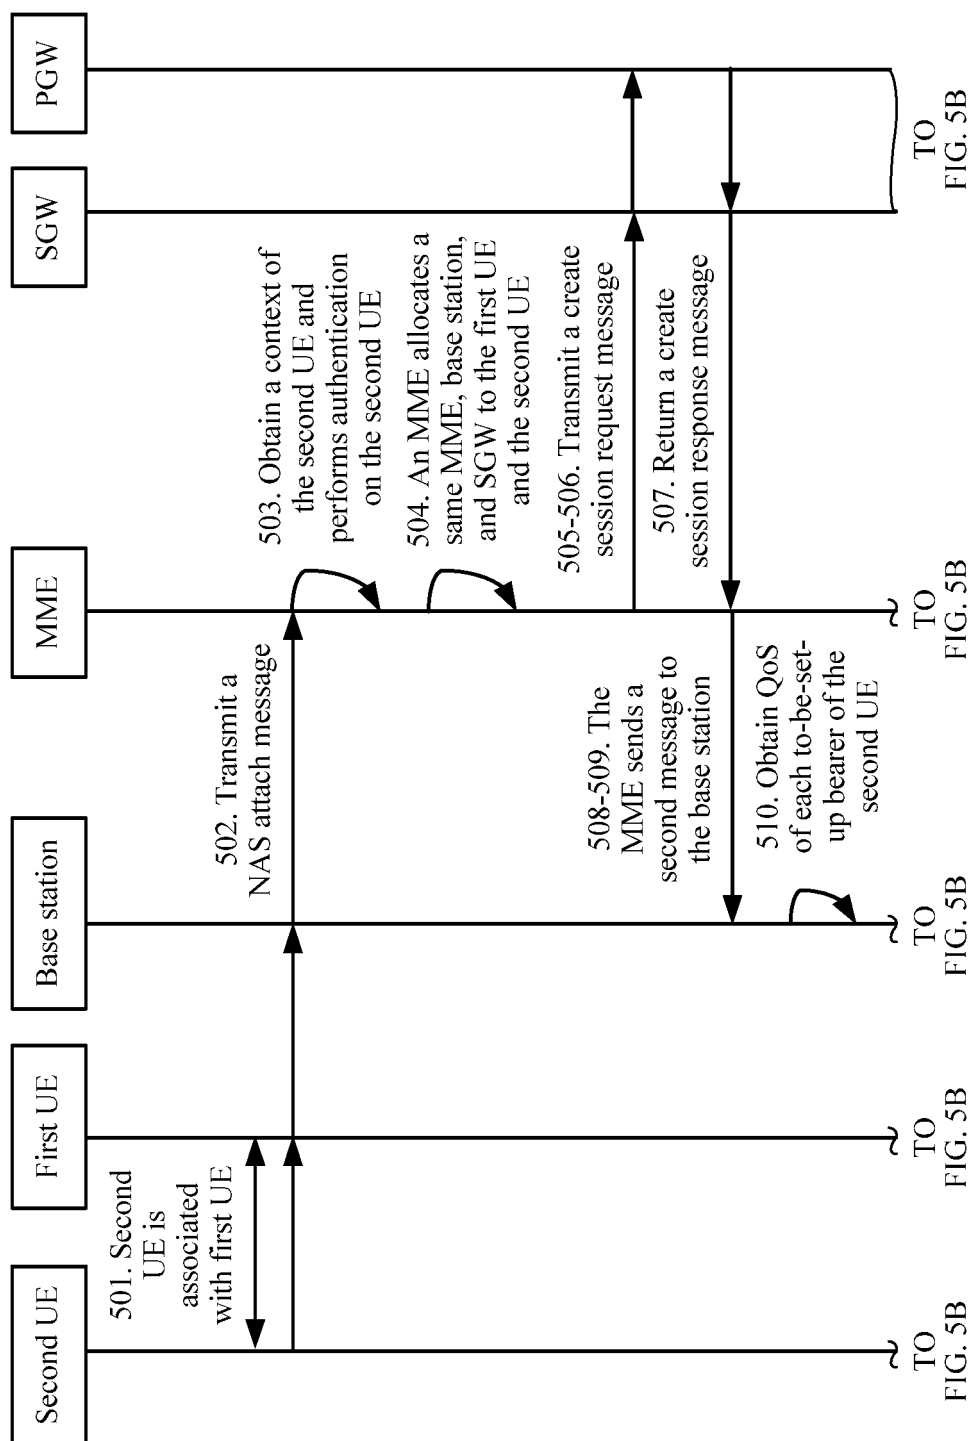 Second UE
First UE
Base station
MME
SGW
PGW
501. Second
UE is
associated
with first UE
502. Transmit a
NAS attach message
503. Obtain a context of
the second UE and
performs authentication
on the second UE
504. An MME allocates a
same MME, base station,
and SGW to the first UE
and the second UE
505-506. Transmit a create
session request message
507. Return a create
session response message
508-509. The
MME sends a
second message to
the base station
510. Obtain QoS
of each to-be-set-
up bearer of the
second UE
TO
FIG. 5B
TO
FIG. 5B
TO
FIG. 5B
TO
FIG. 5B
TO
FIG. 5B